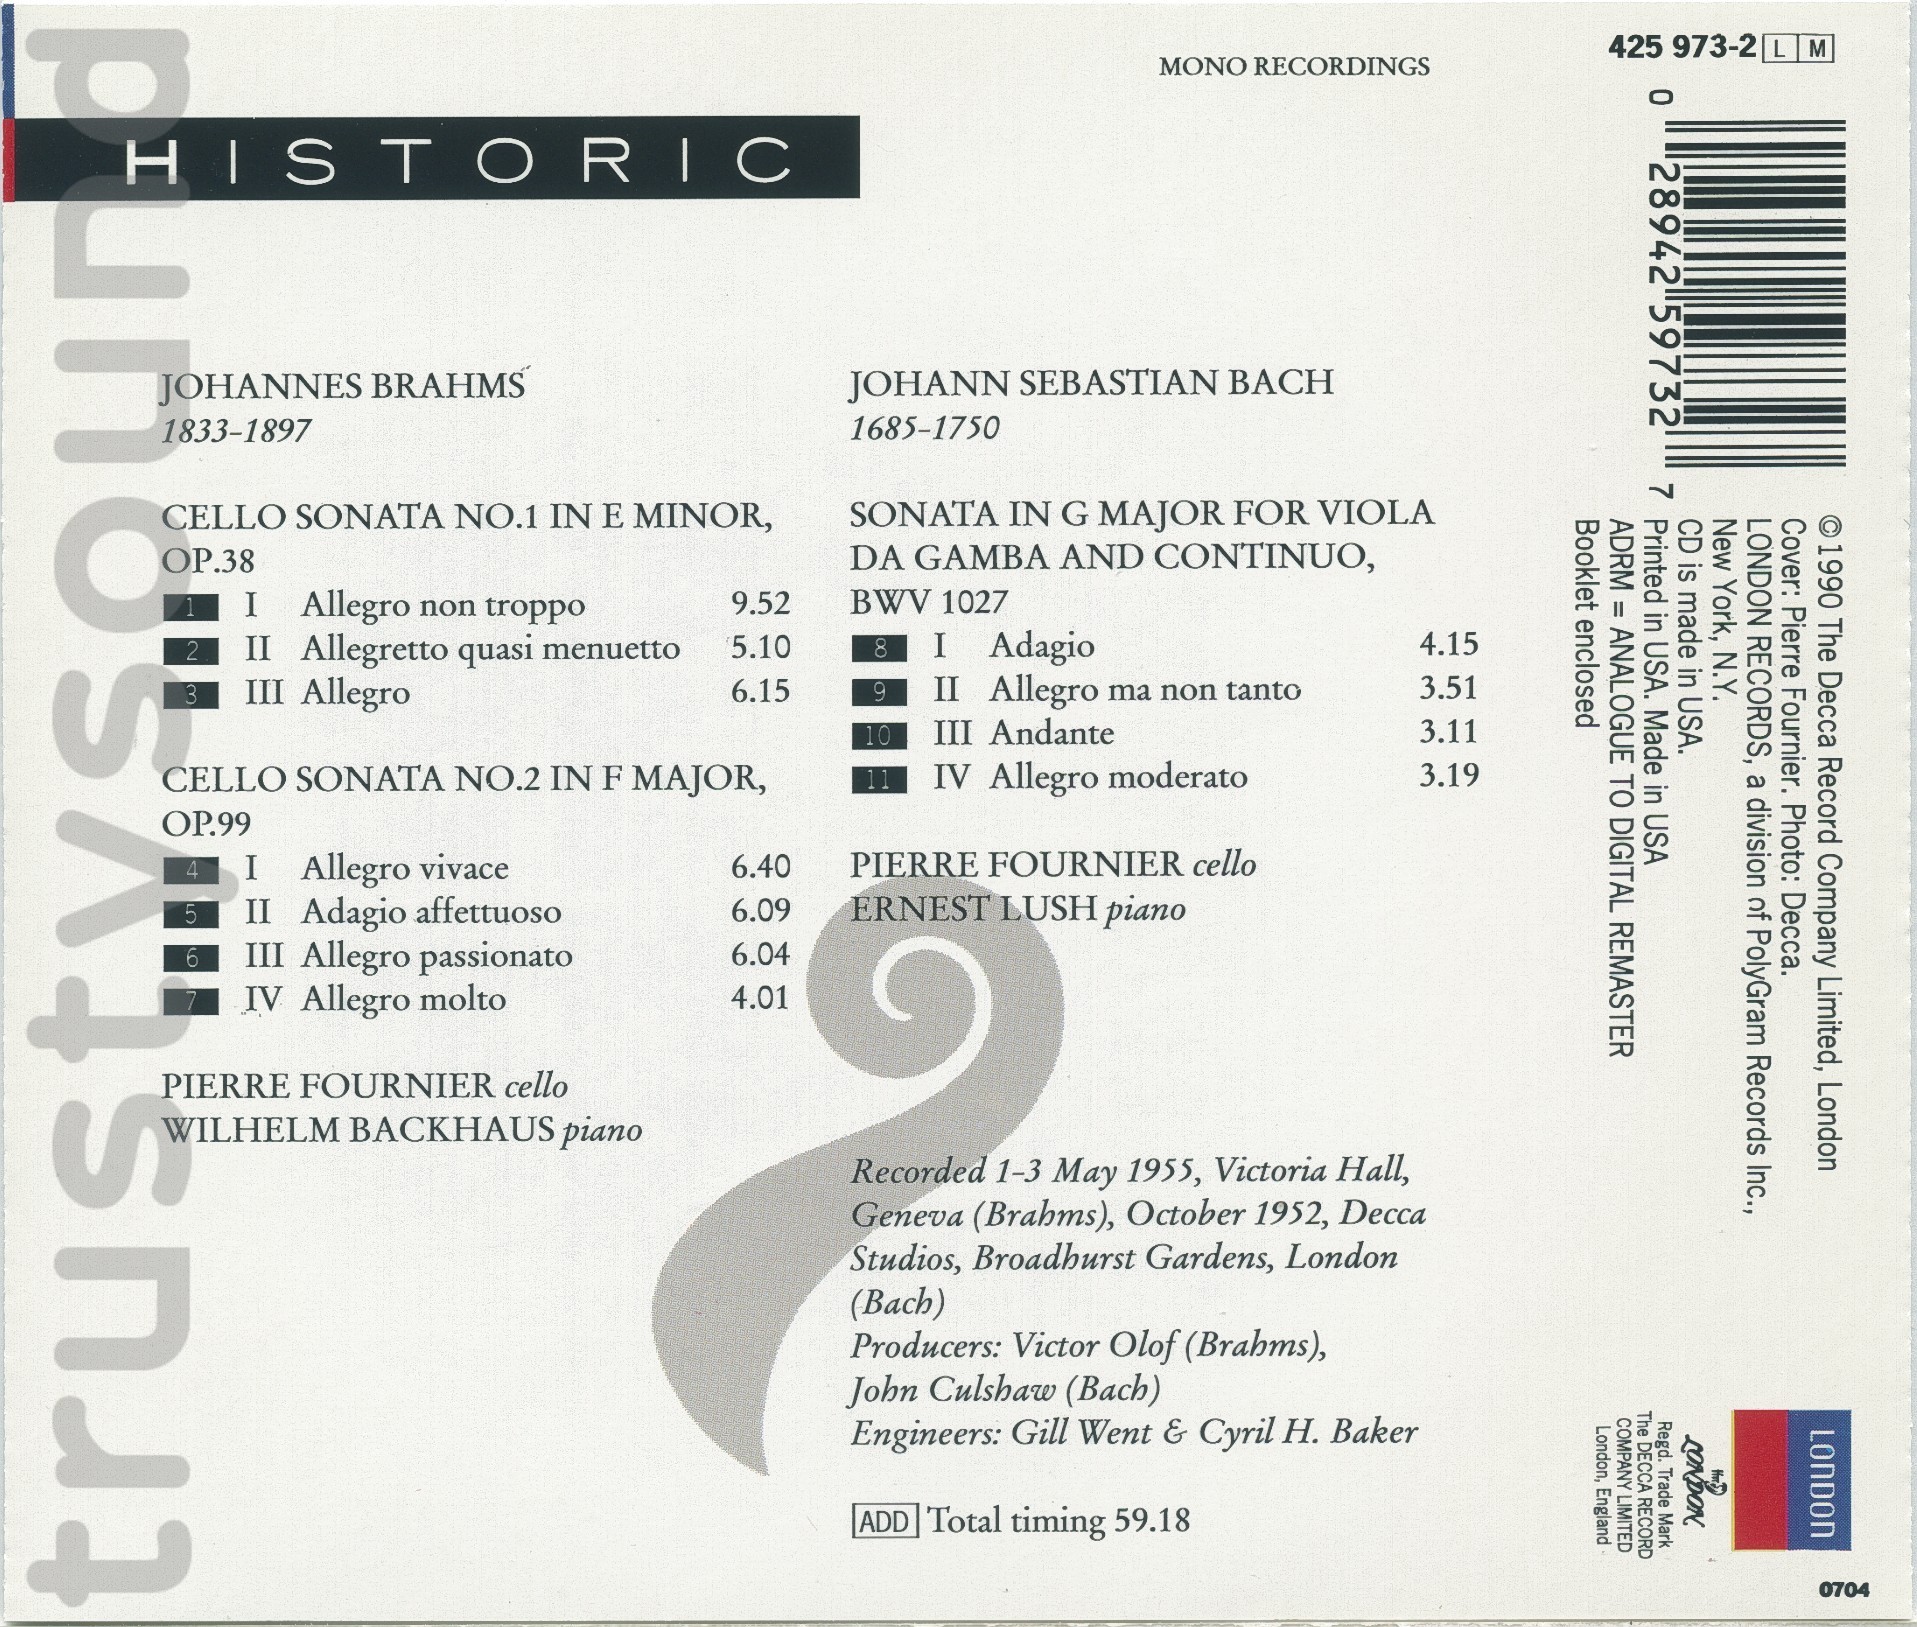 MONO RECORDINGS
425 973-2 L M
HISTORIC
JOHANNES BRAHMS
1833-1897
CELLO SONATA NO.1 IN E MINOR,
OP.38
1 I Allegro non troppo 9.52
2 II Allegretto quasi menuetto 5.10
3 III Allegro 6.15
CELLO SONATA NO.2 IN F MAJOR,
OP.99
4 I Allegro vivace 6.40
5 II Adagio affettuoso 6.09
6 III Allegro passionato 6.04
7 IV Allegro molto 4.01
PIERRE FOURNIER cello
WILHELM BACKHAUS piano
JOHANN SEBASTIAN BACH
1685-1750
SONATA IN G MAJOR FOR VIOLA
DA GAMBA AND CONTINUO,
BWV 1027
8 I Adagio 4.15
9 II Allegro ma non tanto 3.51
10 III Andante 3.11
11 IV Allegro moderato 3.19
PIERRE FOURNIER cello
ERNEST LUSH piano
Recorded 1-3 May 1955, Victoria Hall,
Geneva (Brahms), October 1952, Decca
Studios, Broadhurst Gardens, London
(Bach)
Producers: Victor Olof (Brahms),
John Culshaw (Bach)
Engineers: Gill Went & Cyril H. Baker
ADD Total timing 59.18
0 28942 59732 7
©1990 The Decca Record Company Limited, London
Cover: Pierre Fournier. Photo: Decca.
LONDON RECORDS, a division of PolyGram Records Inc.,
New York, N.Y.
CD is made in USA.
Printed in USA. Made in USA
ADRM = ANALOGUE TO DIGITAL REMASTER
Booklet enclosed
LONDON
LONDON
Regd. Trade Mark
The DECCA RECORD
COMPANY LIMITED
London, England
0704
trustysound